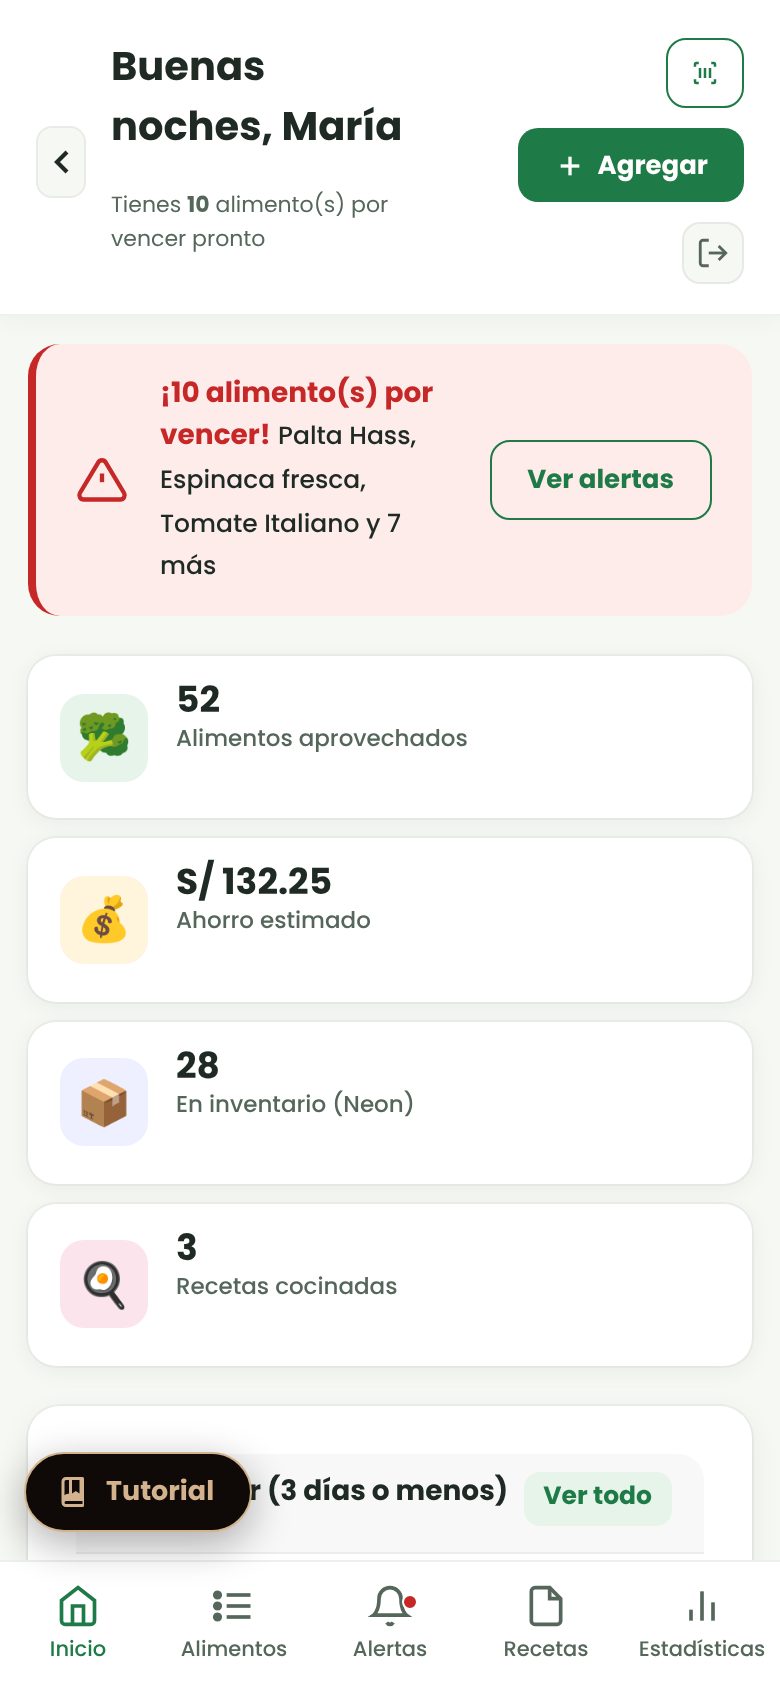 Buenas
noches, María
Tienes 10 alimento(s) por
vencer pronto
+ Agregar
¡10 alimento(s) por
vencer! Palta Hass,
Espinaca fresca,
Tomate Italiano y 7
más
Ver alertas
52
Alimentos aprovechados
S/ 132.25
Ahorro estimado
28
En inventario (Neon)
3
Recetas cocinadas
Tutorial
r (3 días o menos)
Ver todo
Inicio
Alimentos
Alertas
Recetas
Estadísticas